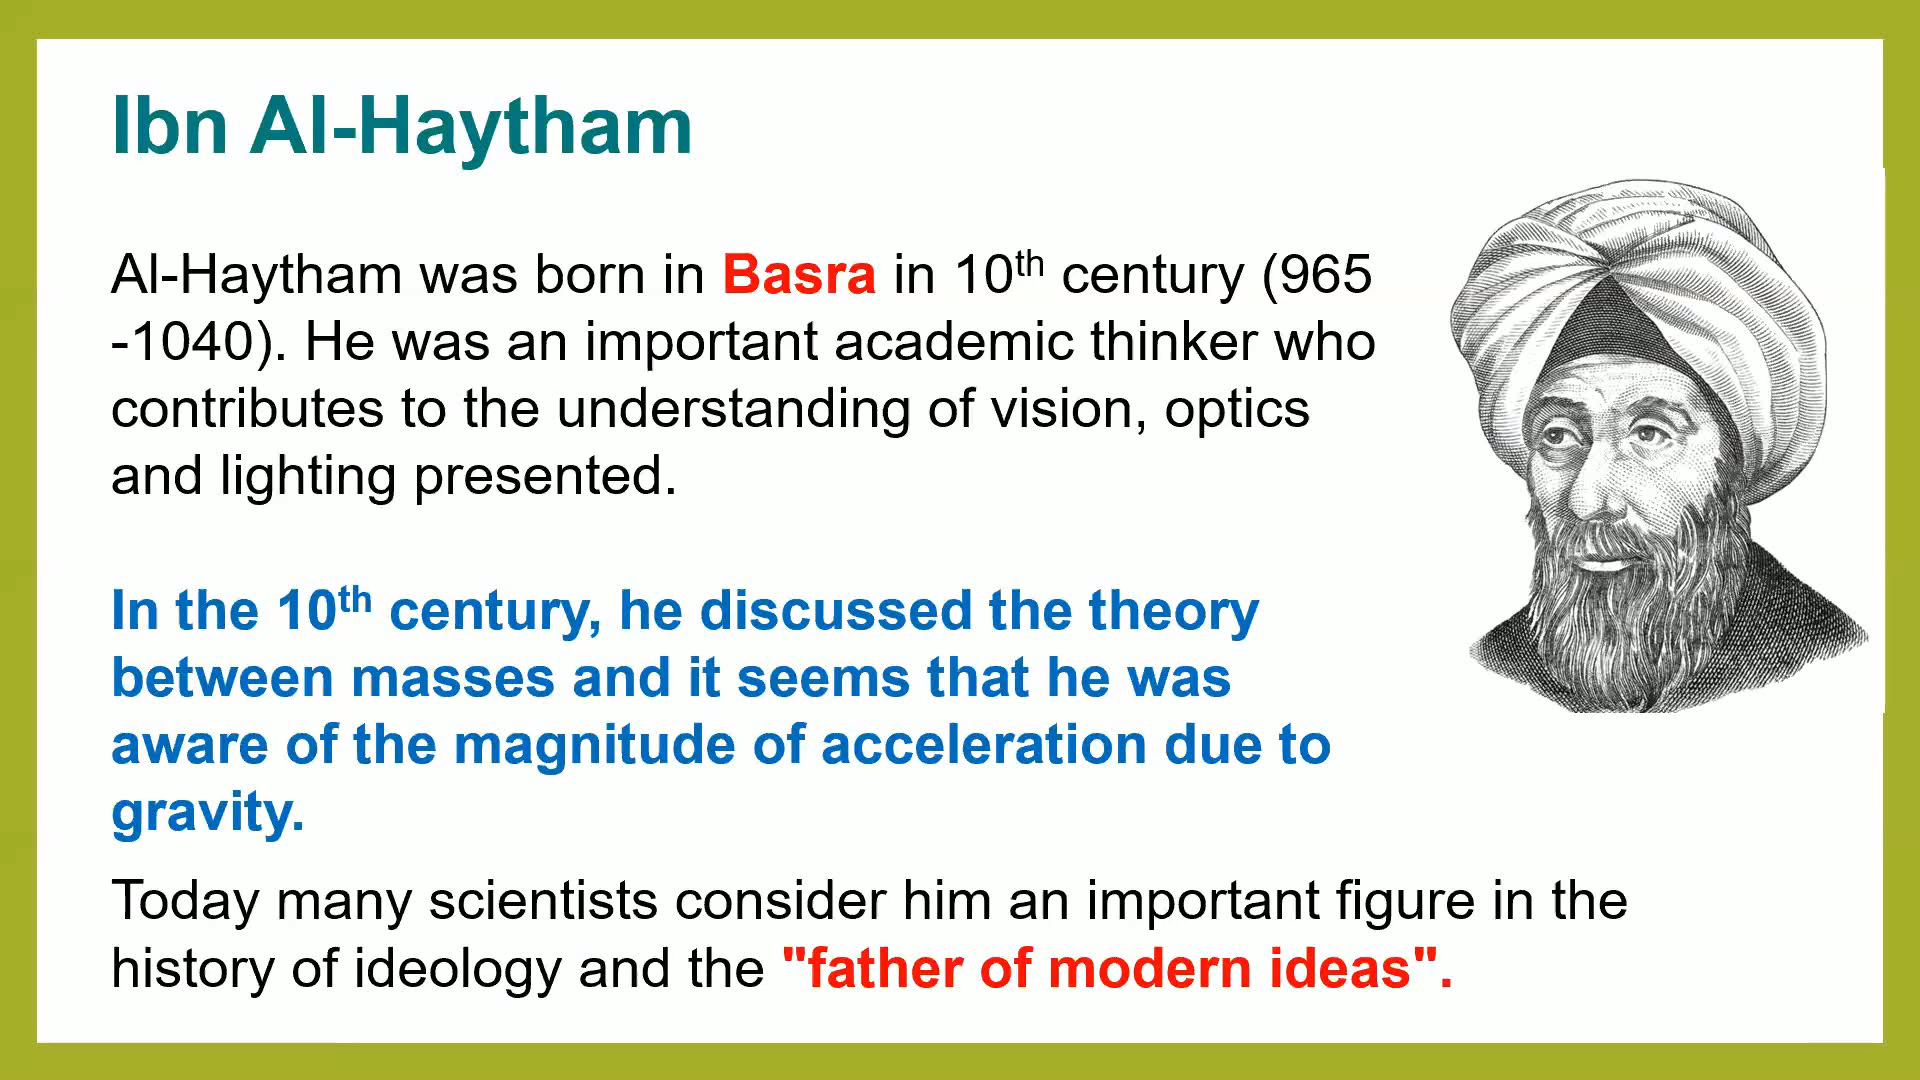 Ibn Al-Haytham
Al-Haytham was born in Basra in 10th century (965
-1040). He was an important academic thinker who
contributes to the understanding of vision, optics
and lighting presented.
In the 10th century, he discussed the theory
between masses and it seems that he was
aware of the magnitude of acceleration due to
gravity.
Today many scientists consider him an important figure in the
history of ideology and the "father of modern ideas".